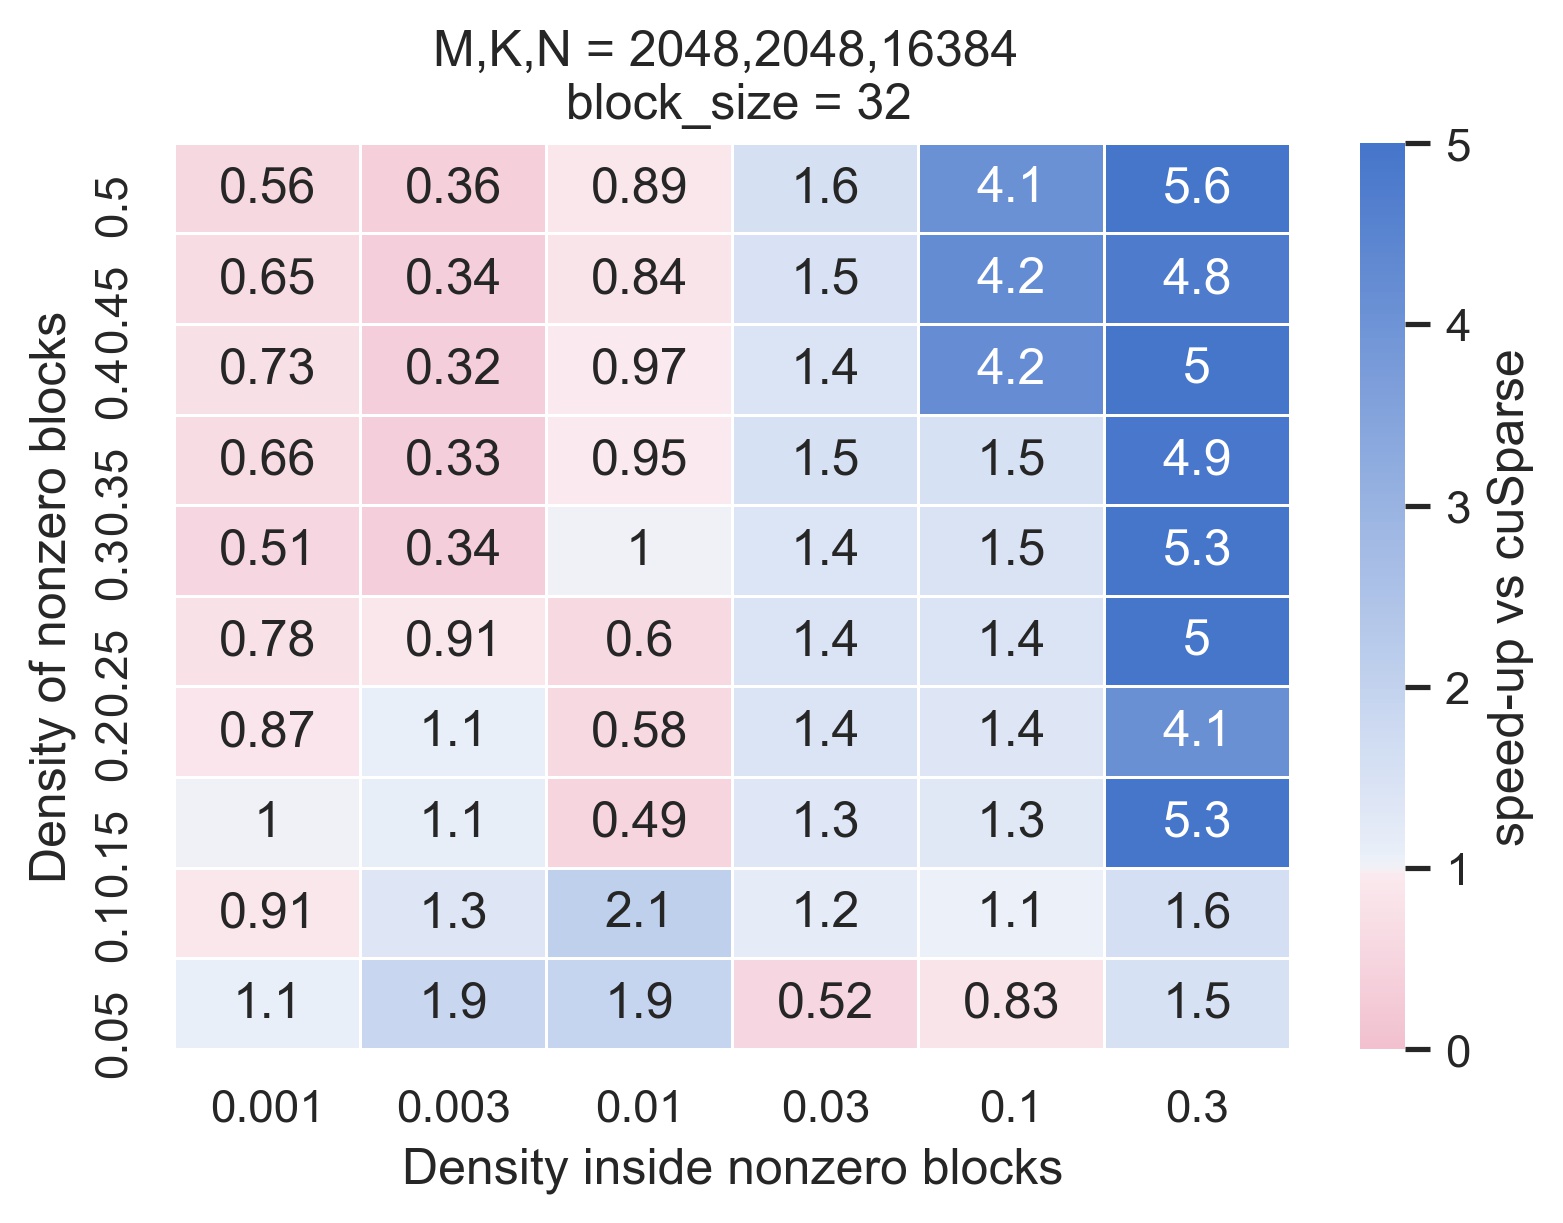 M,K,N = 2048,2048,16384
block_size = 32
Density of nonzero blocks
0.5 0.56 0.36 0.89 1.6 4.1 5.6
0.45 0.65 0.34 0.84 1.5 4.2 4.8
0.4 0.73 0.32 0.97 1.4 4.2 5
0.35 0.66 0.33 0.95 1.5 1.5 4.9
0.30 0.51 0.34 1 1.4 1.5 5.3
0.25 0.78 0.91 0.6 1.4 1.4 5
0.20 0.87 1.1 0.58 1.4 1.4 4.1
0.15 1 1.1 0.49 1.3 1.3 5.3
0.10 0.91 1.3 2.1 1.2 1.1 1.6
0.05 1.1 1.9 1.9 0.52 0.83 1.5
0.001 0.003 0.01 0.03 0.1 0.3
Density inside nonzero blocks
5
4
3
2
1
0
speed-up vs cuSparse